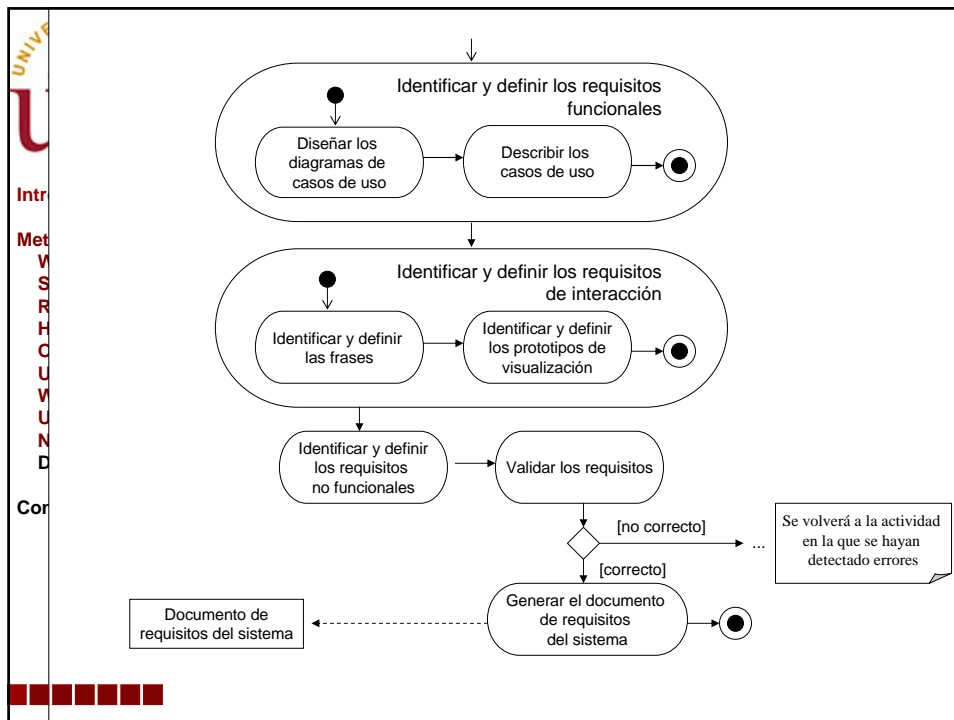 UNIVE
U
Identificar y definir los requisitos
funcionales
Diseñar los
diagramas de
casos de uso
Describir los
casos de uso
Intr
Met
W
S
R
H
O
U
W
U
N
D
Con
Identificar y definir los requisitos
de interacción
Identificar y definir
las frases
Identificar y definir
los prototipos de
visualización
Identificar y definir
los requisitos
no funcionales
Validar los requisitos
[no correcto]
...
Se volverá a la actividad
en la que se hayan
detectado errores
[correcto]
Generar el documento
de requisitos
del sistema
Documento de
requisitos del sistema